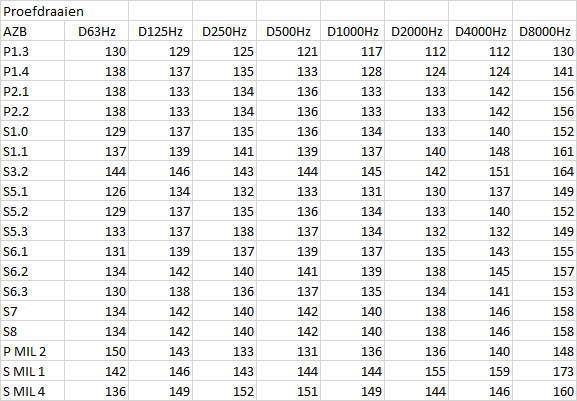 Proefdraaien
AZB D63Hz D125Hz D250Hz D500Hz D1000Hz D2000Hz D4000Hz D8000Hz
P1.3 130 129 125 121 117 112 112 130
P1.4 138 137 135 133 128 124 124 141
P2.1 138 133 134 136 133 133 142 156
P2.2 138 133 134 136 133 133 142 156
S1.0 129 137 135 136 134 133 140 152
S1.1 137 139 141 139 137 140 148 161
S3.2 144 146 143 144 145 142 151 164
S5.1 126 134 132 133 131 130 137 149
S5.2 129 137 135 136 134 133 140 152
S5.3 133 137 138 137 134 132 132 149
S6.1 131 139 137 139 137 135 143 155
S6.2 134 142 140 141 139 138 145 157
S6.3 130 138 136 137 135 134 141 153
S7 134 142 140 142 140 138 146 158
S8 134 142 140 142 140 138 146 158
P MIL 2 150 143 133 131 136 136 140 148
S MIL 1 142 146 143 144 144 155 159 173
S MIL 4 136 149 152 151 149 144 146 160